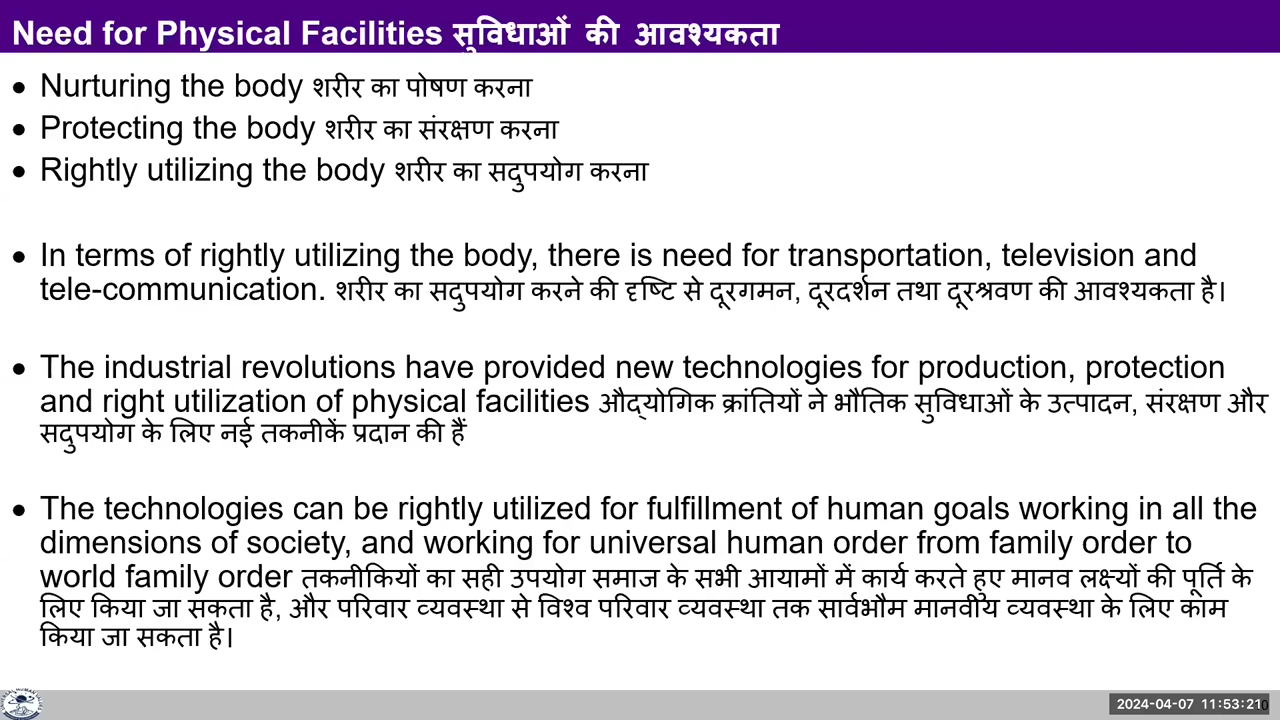 Need for Physical Facilities सुविधाओं की आवश्यकता
• Nurturing the body शरीर का पोषण करना
• Protecting the body शरीर का संरक्षण करना
• Rightly utilizing the body शरीर का सदुपयोग करना
• In terms of rightly utilizing the body, there is need for transportation, television and
tele-communication. शरीर का सदुपयोग करने की दृष्टि से दूरगमन, दूरदर्शन तथा दूरश्रवण की आवश्यकता है।
• The industrial revolutions have provided new technologies for production, protection
and right utilization of physical facilities औद्योगिक क्रांतियों ने भौतिक सुविधाओं के उत्पादन, संरक्षण और
सदुपयोग के लिए नई तकनीकें प्रदान की हैं
• The technologies can be rightly utilized for fulfillment of human goals working in all the
dimensions of society, and working for universal human order from family order to
world family order तकनीकियों का सही उपयोग समाज के सभी आयामों में कार्य करते हुए मानव लक्ष्यों की पूर्ति के
लिए किया जा सकता है, और परिवार व्यवस्था से विश्व परिवार व्यवस्था तक सार्वभौम मानवीय व्यवस्था के लिए काम
किया जा सकता है।
2024-04-07 11:53:21